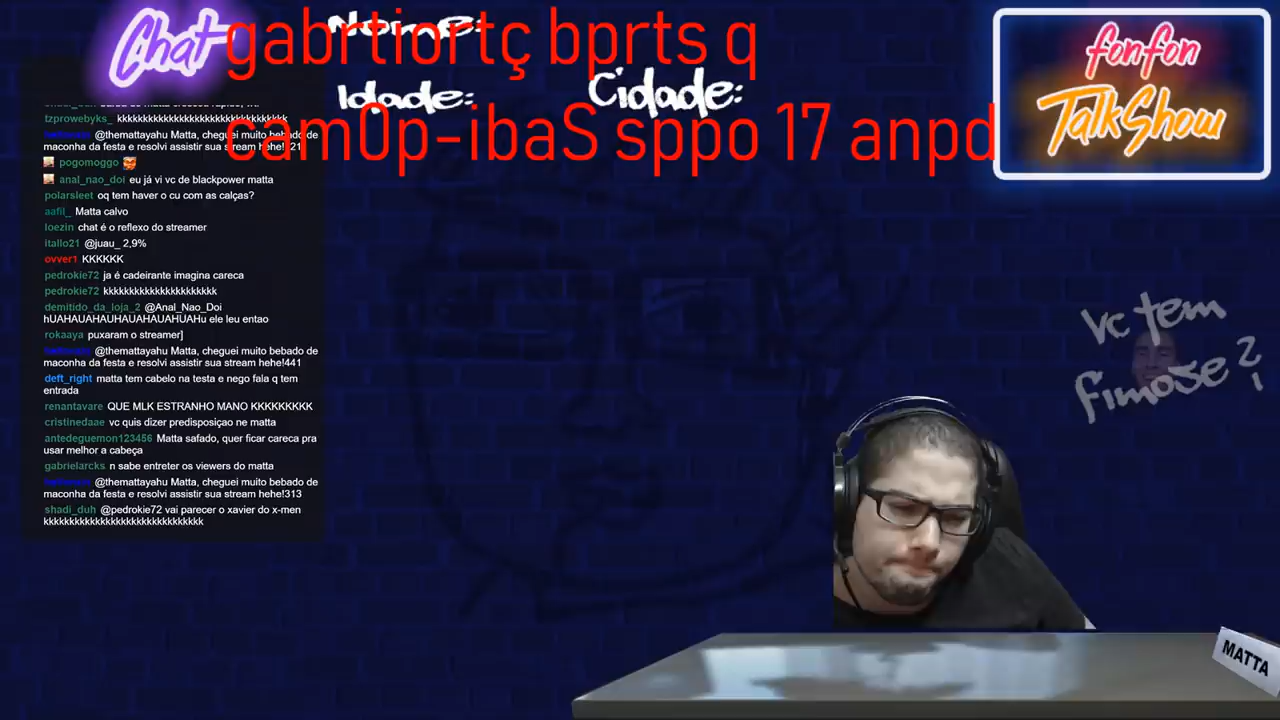 Chat
Nome:
gabrtiortç bprts q
Idade:
Cidade:
cam0p-ibaS sppo 17 anpd
fonfon
TalkShow
tzprowebyks_ kkkkkkkkkkkkkkkkkkkkkkkkkkkkkkkkkk
@themattayahu Matta, cheguei muito bebado de
maconha da festa e resolvi assistir sua stream hehe!521
pogomoggo
anal_nao_doi eu já vi vc de blackpower matta
polarsleet oq tem haver o cu com as calças?
aafil_ Matta calvo
loezin chat é o reflexo do streamer
itallo21 @juau_ 2,9%
ovver1 KKKKKK
pedrokie72 ja é cadeirante imagina careca
pedrokie72 kkkkkkkkkkkkkkkkkkkkkk
demitido_da_loja_2 @Anal_Nao_Doi
hUAHAUAHAUHAUAHAUAHUAHu ele leu entao
rokaaya puxaram o streamer]
@themattayahu Matta, cheguei muito bebado de
maconha da festa e resolvi assistir sua stream hehe!441
deft_right matta tem cabelo na testa e nego fala q tem
entrada
renantavare QUE MLK ESTRANHO MANO KKKKKKKKK
cristinedaae vc quis dizer predisposiçao ne matta
antedeguemon123456 Matta safado, quer ficar careca pra
usar melhor a cabeça
gabrielarcks n sabe entreter os viewers do matta
@themattayahu Matta, cheguei muito bebado de
maconha da festa e resolvi assistir sua stream hehe!313
shadi_duh @pedrokie72 vai parecer o xavier do x-men
kkkkkkkkkkkkkkkkkkkkkkkkkkkkkkkk
vc tem
fimose?
MATTA